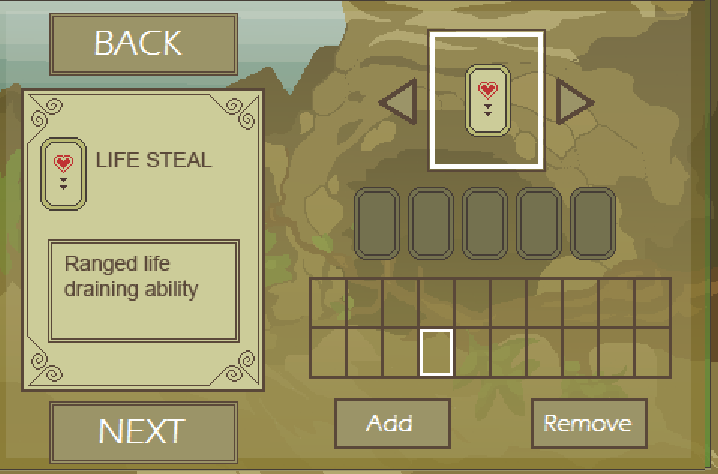 BACK
LIFE STEAL
Ranged life
draining ability
NEXT
Add
Remove